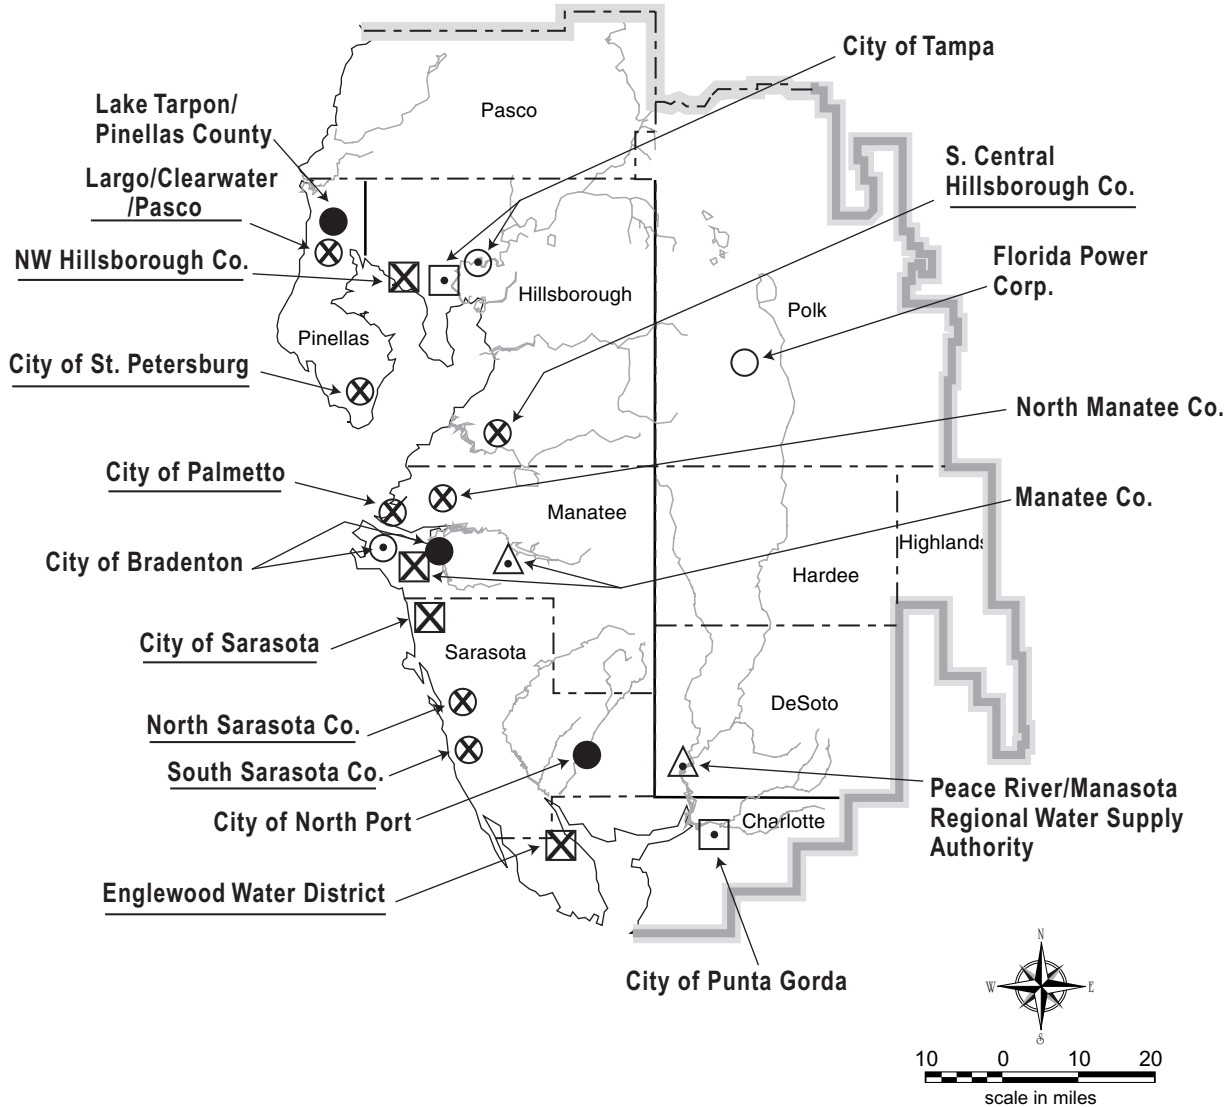 City of Tampa
Lake Tarpon/
Pinellas County
Pasco
Largo/Clearwater
/Pasco
S. Central
Hillsborough Co.
NW Hillsborough Co.
Florida Power
Corp.
Hillsborough
Polk
Pinellas
City of St. Petersburg
North Manatee Co.
City of Palmetto
Manatee Co.
Manatee
Highlands
City of Bradenton
Hardee
City of Sarasota
Sarasota
DeSoto
North Sarasota Co.
South Sarasota Co.
Peace River/Manasota
Regional Water Supply
Authority
City of North Port
Charlotte
Englewood Water District
City of Punta Gorda
N
W E
S
10 0 10 20
scale in miles